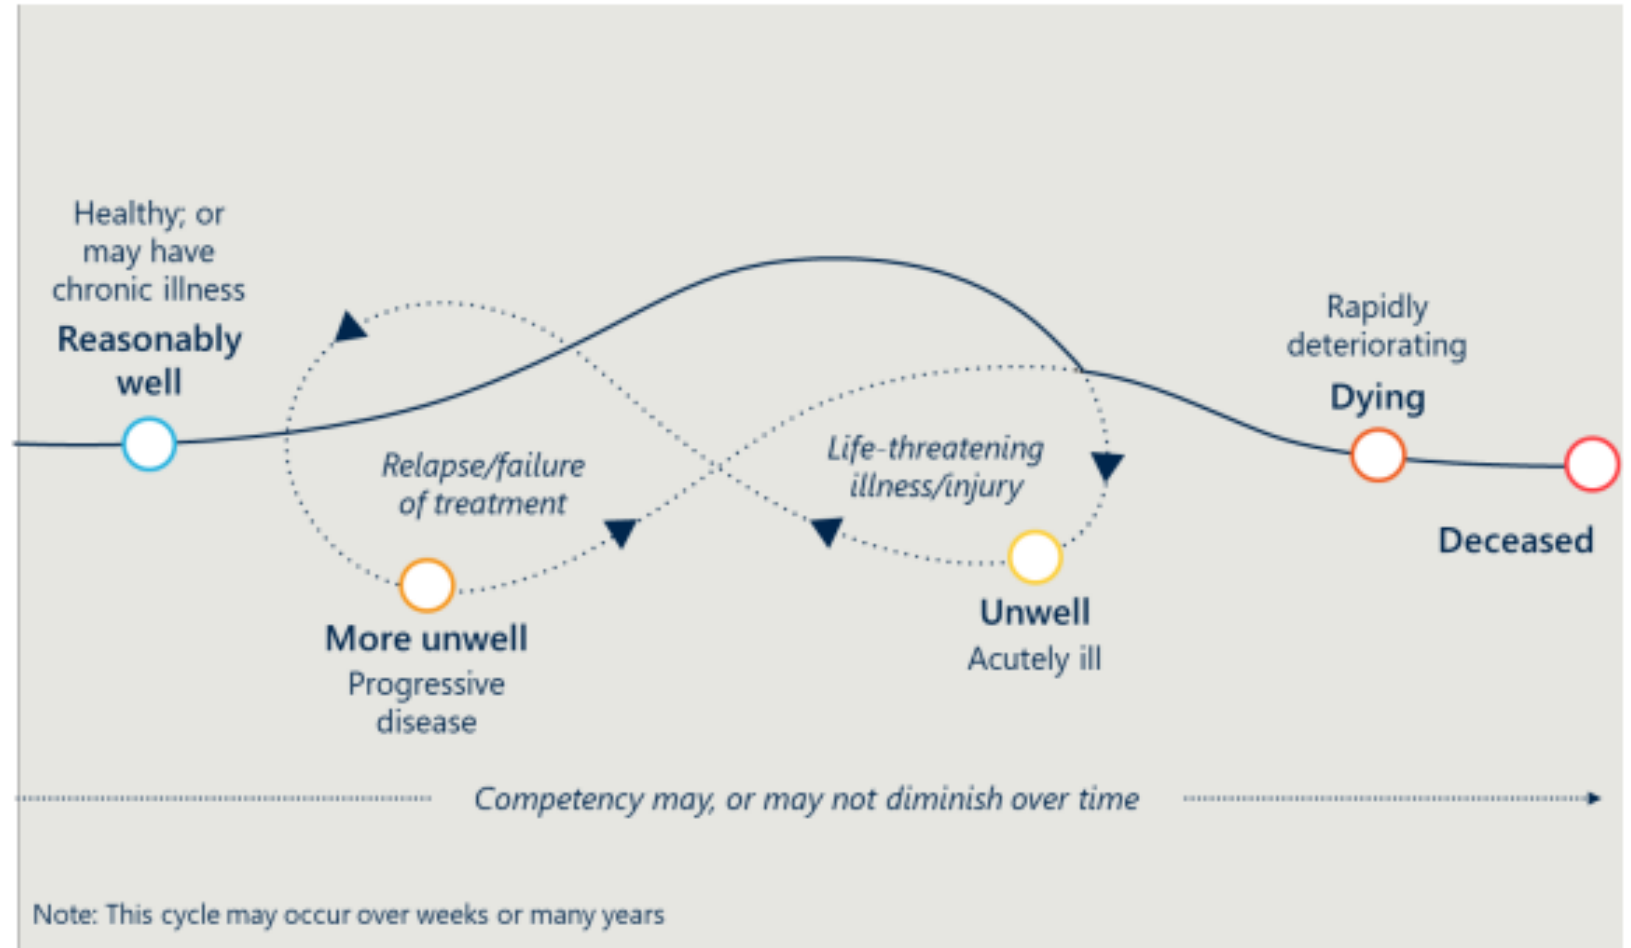 Healthy; or
may have
chronic illness
Reasonably
well
Relapse/failure
of treatment
More unwell
Progressive
disease
Life-threatening
illness/injury
Unwell
Acutely ill
Rapidly
deteriorating
Dying
Deceased
Competency may, or may not diminish over time
Note: This cycle may occur over weeks or many years